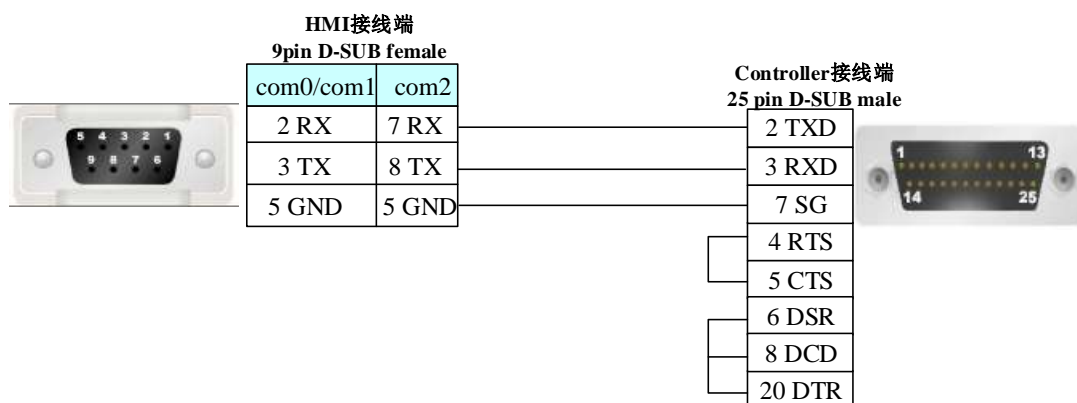 HMI接线端
9pin D-SUB female
com0/com1 com2
2 RX 7 RX
3 TX 8 TX
5 GND 5 GND
Controller接线端
25 pin D-SUB male
2 TXD
3 RXD
7 SG
4 RTS
5 CTS
6 DSR
8 DCD
20 DTR
5 4 3 2 1
9 8 7 6
1 13
14 25